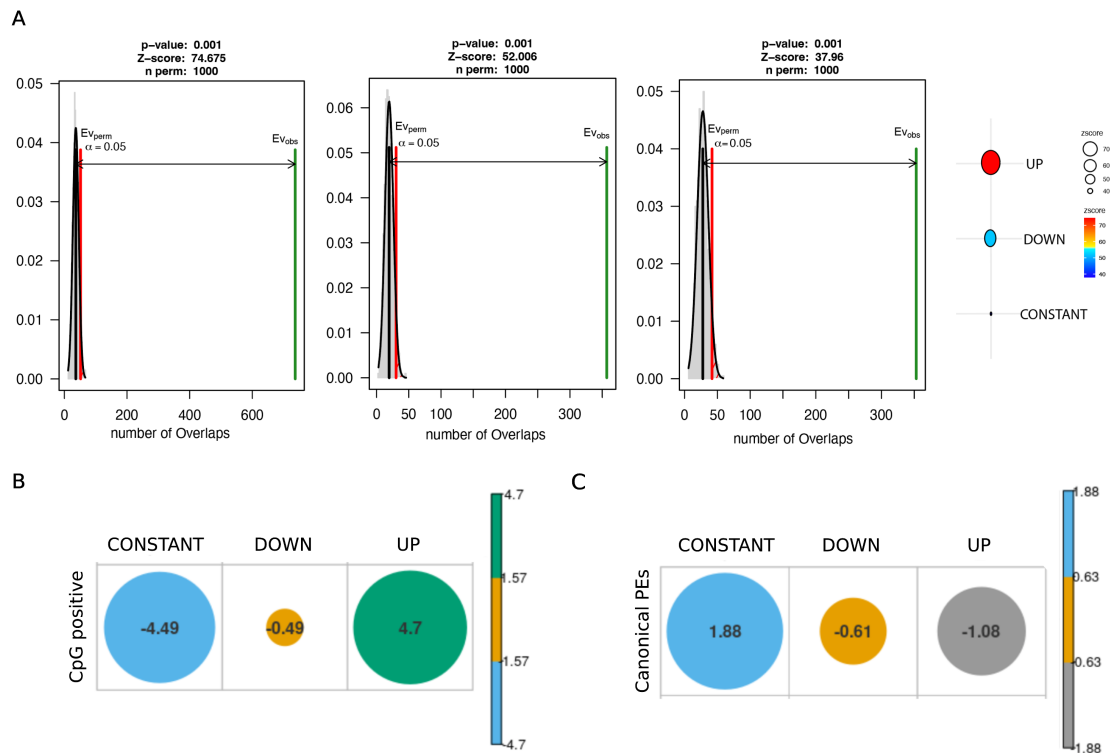 A
p-value: 0.001
Z-score: 74.675
n perm: 1000
0.05
0.04
0.03
0.02
0.01
0.00
Evperm
α = 0.05
Evobs
0 200 400 600
number of Overlaps
p-value: 0.001
Z-score: 52.006
n perm: 1000
0.06
0.05
0.04
0.03
0.02
0.01
0.00
Evperm
α = 0.05
Evobs
0 50 100 200 300
number of Overlaps
p-value: 0.001
Z-score: 37.96
n perm: 1000
0.05
0.04
0.03
0.02
0.01
0.00
Evperm
α= 0.05
Evobs
0 50 100 200 300
number of Overlaps
UP
DOWN
CONSTANT
zscore
70
60
50
40
zscore
70
60
50
40
B
CONSTANT DOWN UP
CpG positive
-4.49 -0.49 4.7
4.7
1.57
-1.57
-4.7
C
CONSTANT DOWN UP
Canonical PEs
1.88 -0.61 -1.08
1.88
0.63
-0.63
-1.88